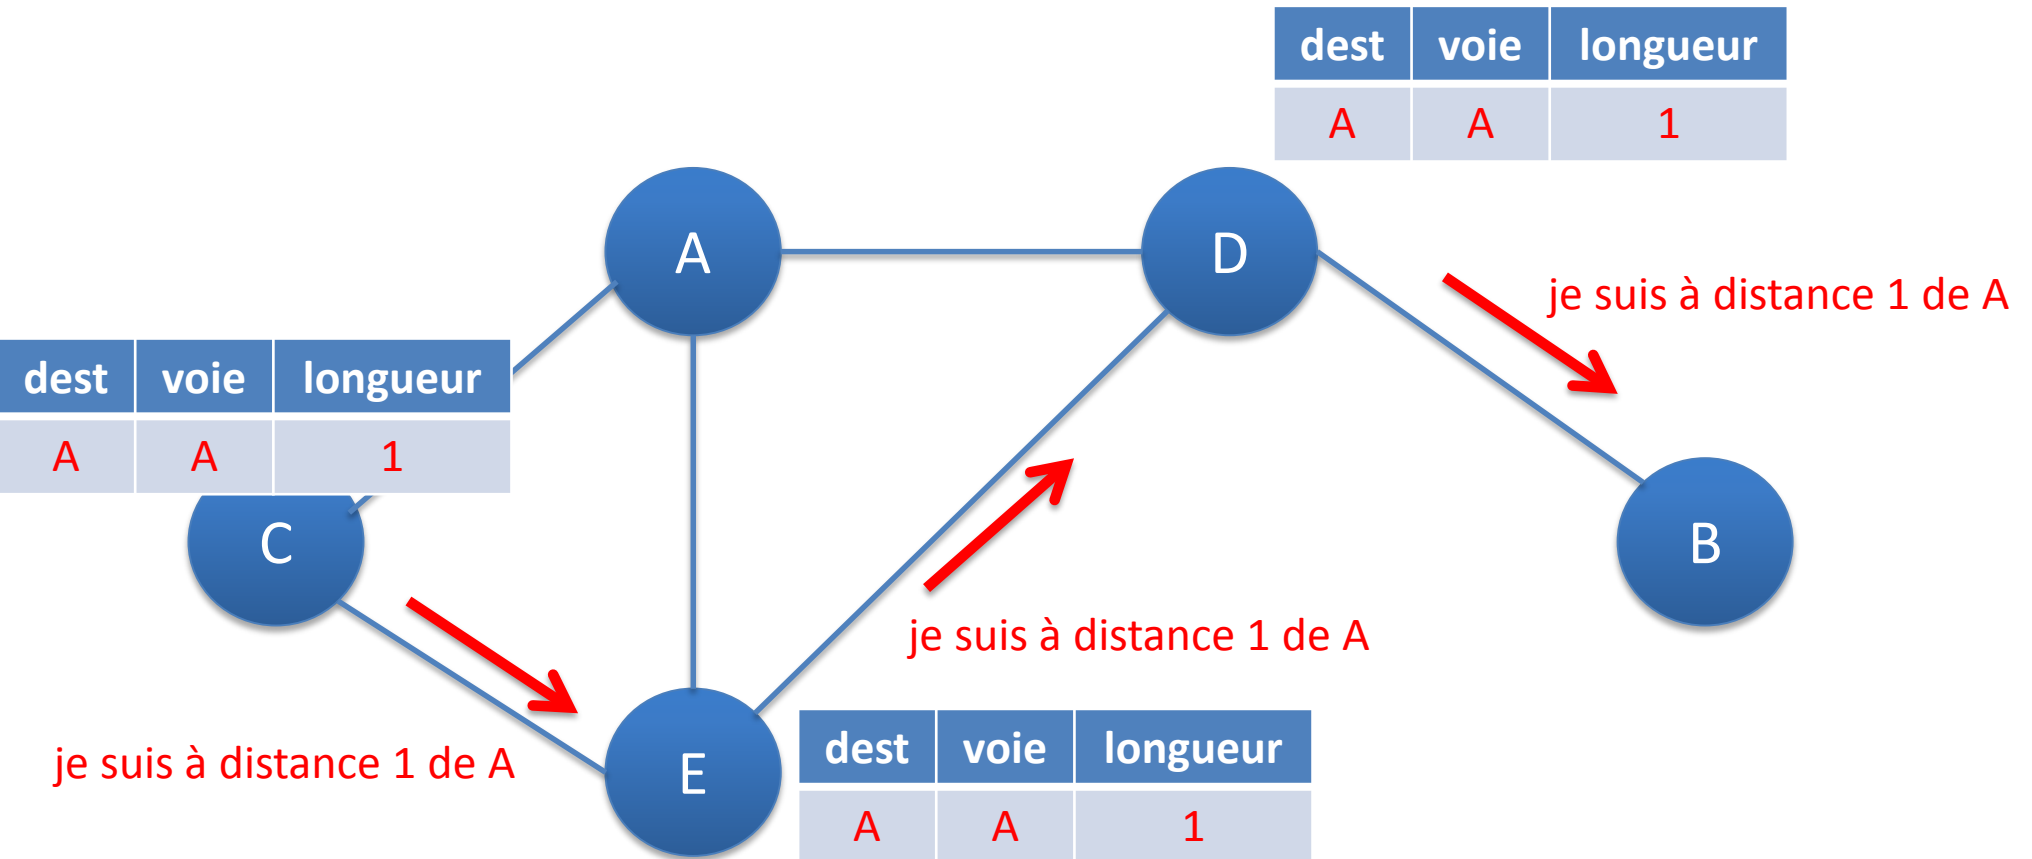 dest voie longueur
A A 1
A
D
je suis à distance 1 de A
dest voie longueur
A A 1
C
B
je suis à distance 1 de A
je suis à distance 1 de A
E
dest voie longueur
A A 1